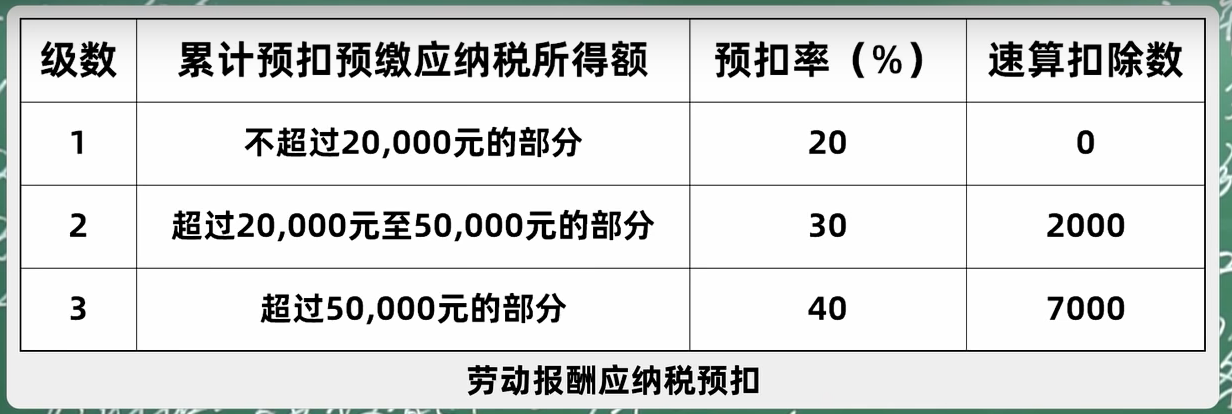 级数 累计预扣预缴应纳税所得额 预扣率（%） 速算扣除数
1 不超过20,000元的部分 20 0
2 超过20,000元至50,000元的部分 30 2000
3 超过50,000元的部分 40 7000
劳动报酬应纳税预扣